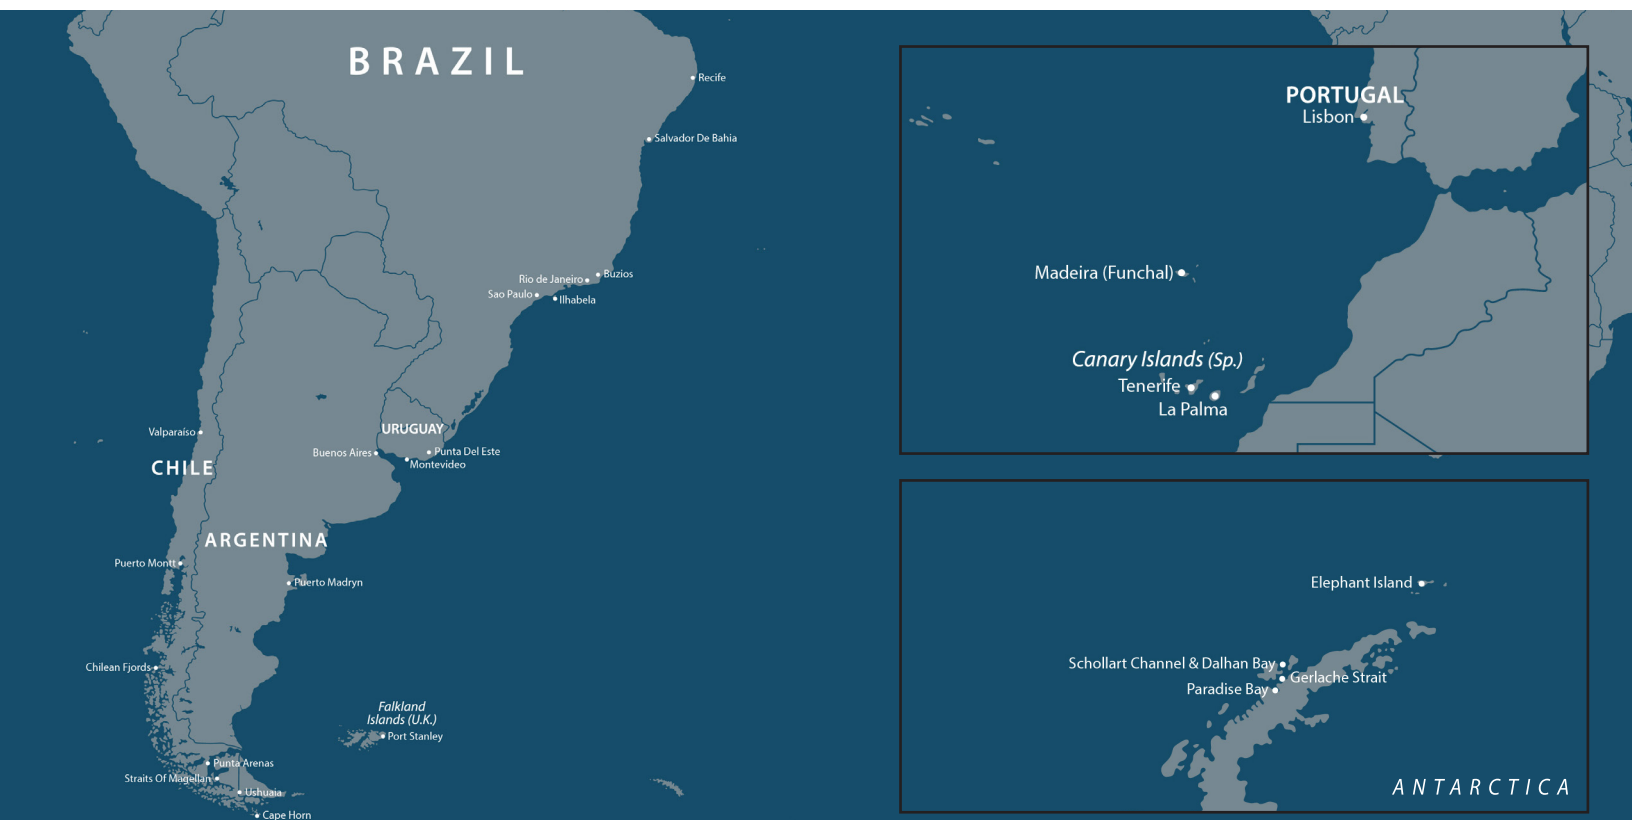 BRAZIL
Recife
Salvador De Bahia
Buzios
Rio de Janeiro
Sao Paulo
Ilhabela
Valparaíso
URUGUAY
Buenos Aires
Punta Del Este
Montevideo
CHILE
ARGENTINA
Puerto Montt
Puerto Madryn
Chilean Fjords
Falkland
Islands (U.K.)
Port Stanley
Punta Arenas
Straits Of Magellan
Ushuaia
Cape Horn
PORTUGAL
Lisbon
Madeira (Funchal)
Canary Islands (Sp.)
Tenerife
La Palma
Elephant Island
Schollart Channel & Dalhan Bay
Gerlache Strait
Paradise Bay
ANTARCTICA